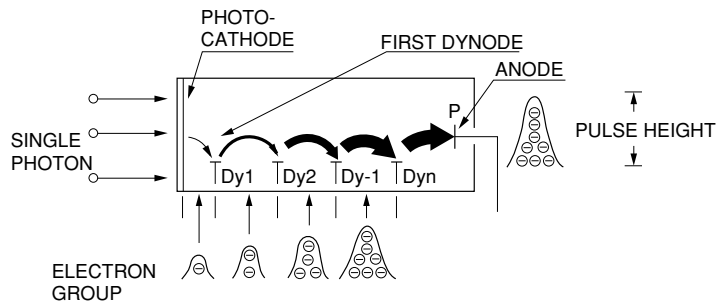 PHOTO-
CATHODE
FIRST DYNODE
ANODE
P
SINGLE
PHOTON
PULSE HEIGHT
Dy1 Dy2 Dy-1 Dyn
ELECTRON
GROUP